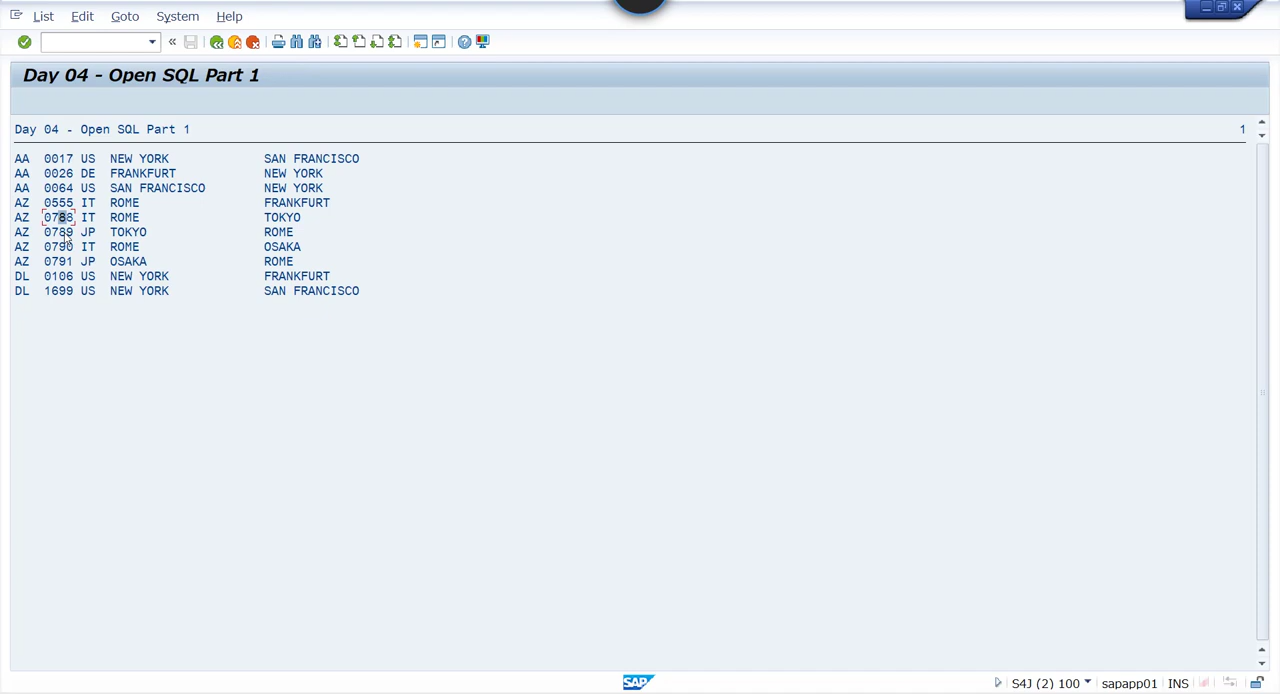 List Edit Goto System Help
«
Day 04 - Open SQL Part 1
Day 04 - Open SQL Part 1 1
AA 0017 US NEW YORK SAN FRANCISCO
AA 0026 DE FRANKFURT NEW YORK
AA 0064 US SAN FRANCISCO NEW YORK
AZ 0555 IT ROME FRANKFURT
AZ 0788 IT ROME TOKYO
AZ 0789 JP TOKYO ROME
AZ 0790 IT ROME OSAKA
AZ 0791 JP OSAKA ROME
DL 0106 US NEW YORK FRANKFURT
DL 1699 US NEW YORK SAN FRANCISCO
SAP S4J (2) 100 sapapp01 INS